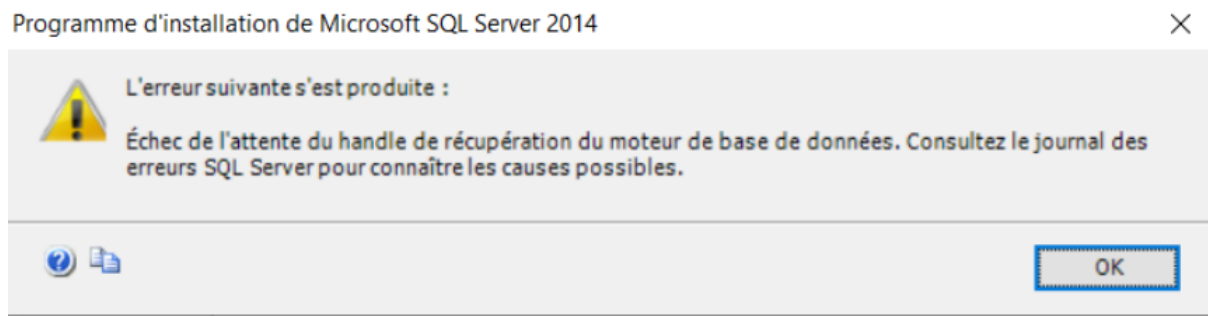 Programme d'installation de Microsoft SQL Server 2014
L'erreur suivante s'est produite :
Échec de l'attente du handle de récupération du moteur de base de données. Consultez le journal des
erreurs SQL Server pour connaître les causes possibles.
OK